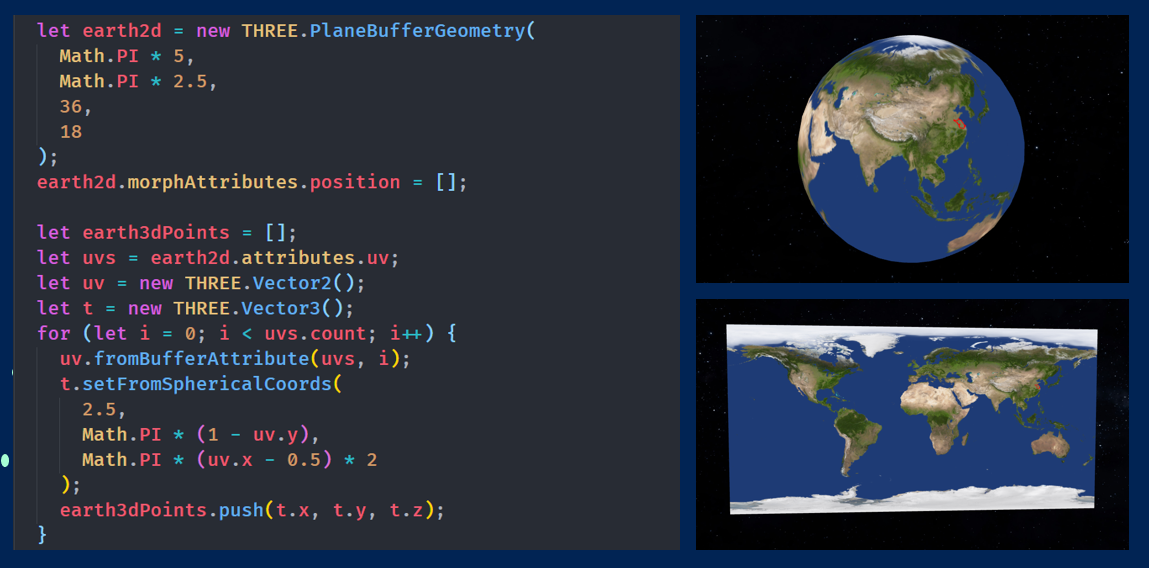 let earth2d = new THREE.PlaneBufferGeometry(
Math.PI * 5,
Math.PI * 2.5,
36,
18
);
earth2d.morphAttributes.position = [];
let earth3dPoints = [];
let uvs = earth2d.attributes.uv;
let uv = new THREE.Vector2();
let t = new THREE.Vector3();
for (let i = 0; i < uvs.count; i++) {
uv.fromBufferAttribute(uvs, i);
t.setFromSphericalCoords(
2.5,
Math.PI * (1 - uv.y),
Math.PI * (uv.x - 0.5) * 2
);
earth3dPoints.push(t.x, t.y, t.z);
}